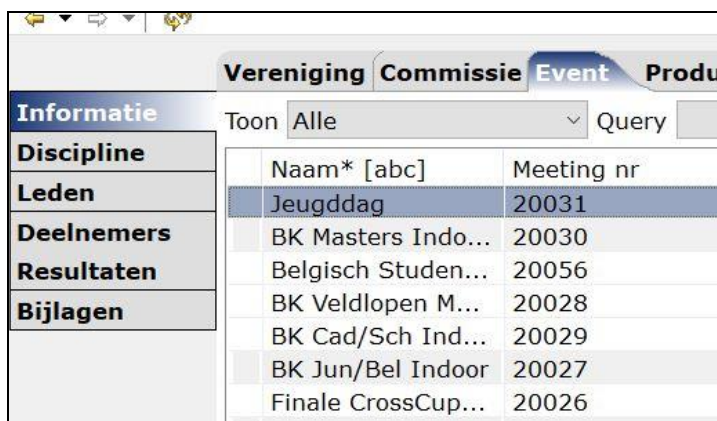 Vereniging Commissie Event Produ
Informatie
Discipline
Leden
Deelnemers
Resultaten
Bijlagen
Toon Alle Query
Naam* [abc] Meeting nr
Jeugddag 20031
BK Masters Indo... 20030
Belgisch Studen... 20056
BK Veldlopen M... 20028
BK Cad/Sch Ind... 20029
BK Jun/Bel Indoor 20027
Finale CrossCup... 20026